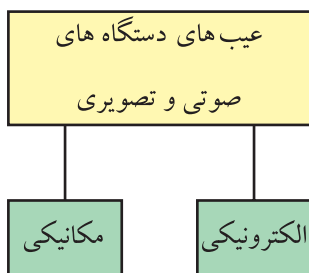 عیب‌های دستگاه های
صوتی و تصویری
الکترونیکی
مکانیکی